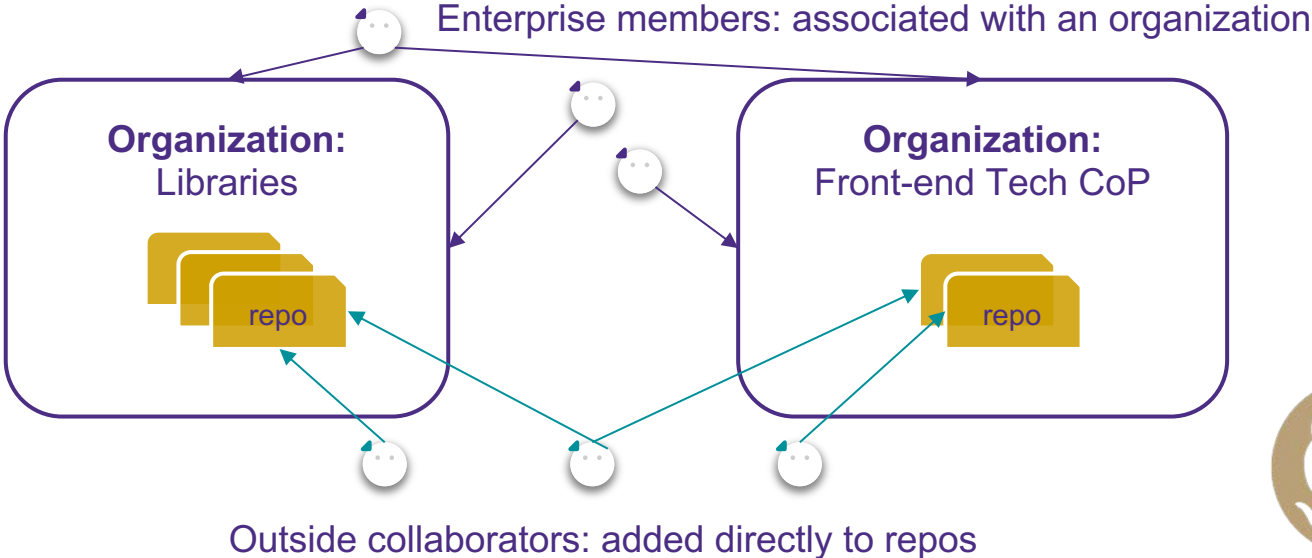 Enterprise members: associated with an organization
Organization:
Libraries
repo
Organization:
Front-end Tech CoP
repo
Outside collaborators: added directly to repos